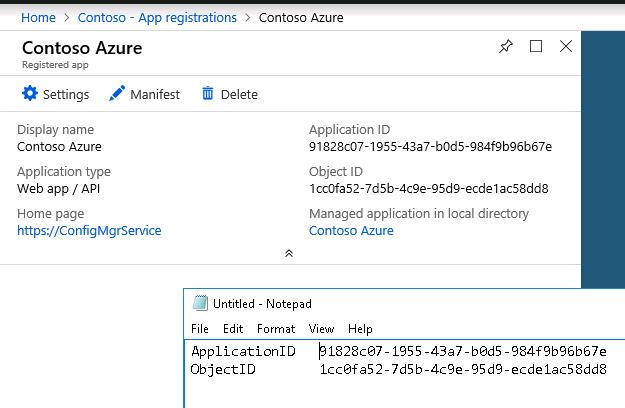 Home > Contoso - App registrations > Contoso Azure
Contoso Azure
Registered app
Settings Manifest Delete
Display name Application ID
Contoso Azure 91828c07-1955-43a7-b0d5-984f9b96b67e
Application type Object ID
Web app / API 1cc0fa52-7d5b-4c9e-95d9-ecde1ac58dd8
Home page Managed application in local directory
https://ConfigMgrService Contoso Azure
Untitled - Notepad
File Edit Format View Help
ApplicationID 91828c07-1955-43a7-b0d5-984f9b96b67e
ObjectID 1cc0fa52-7d5b-4c9e-95d9-ecde1ac58dd8